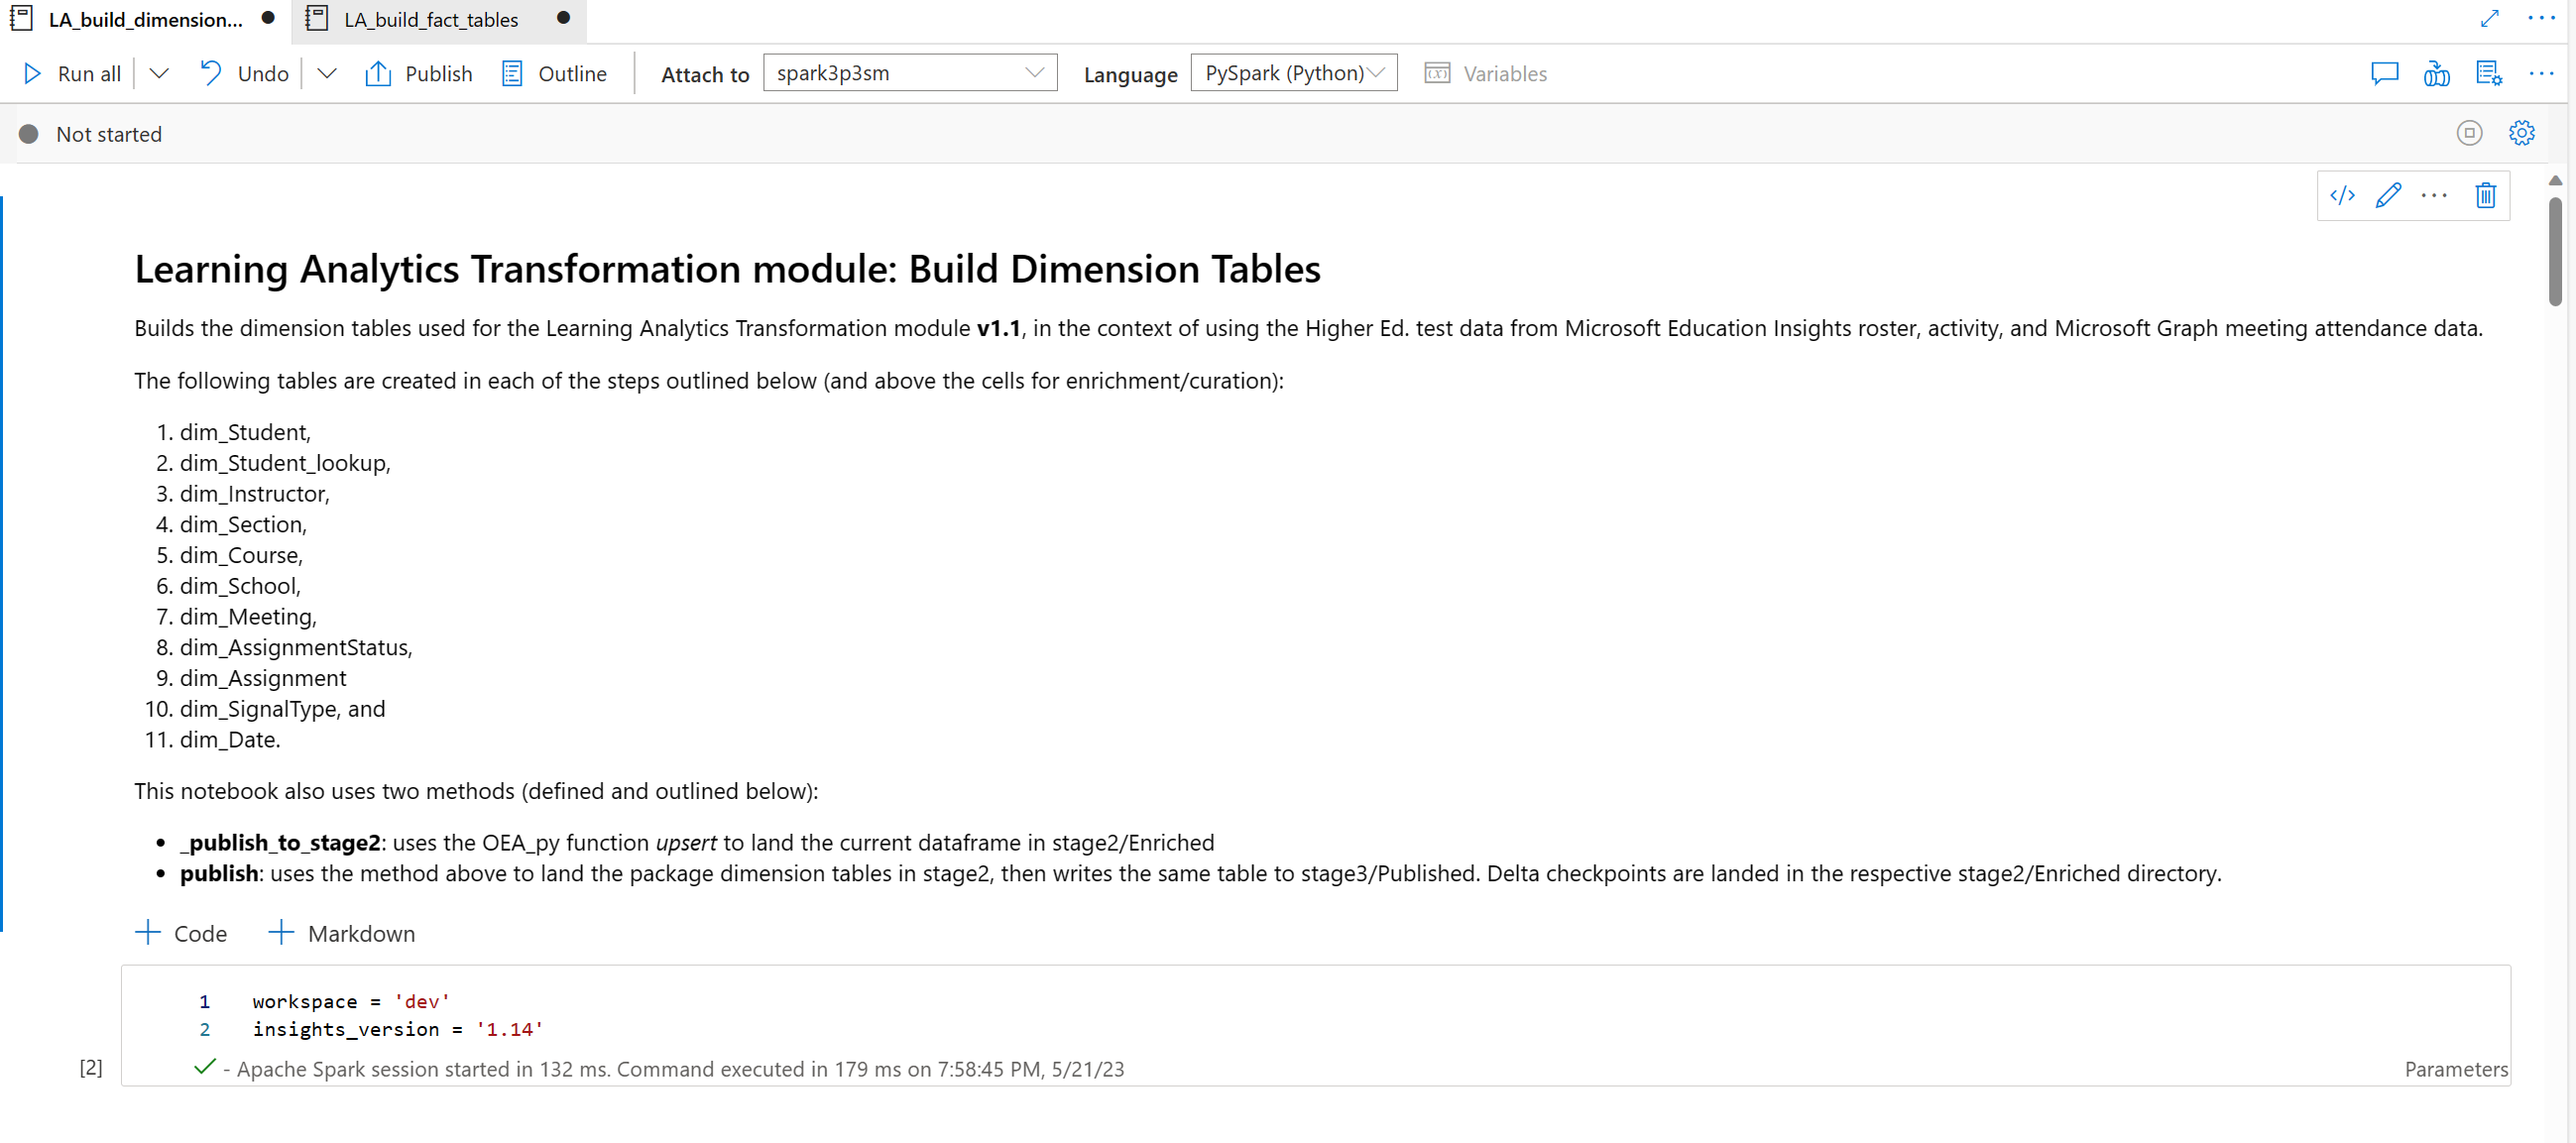 LA_build_dimension... LA_build_fact_tables
Run all Undo Publish Outline Attach to spark3p3sm Language PySpark (Python) Variables
Not started
Learning Analytics Transformation module: Build Dimension Tables
Builds the dimension tables used for the Learning Analytics Transformation module v1.1, in the context of using the Higher Ed. test data from Microsoft Education Insights roster, activity, and Microsoft Graph meeting attendance data.
The following tables are created in each of the steps outlined below (and above the cells for enrichment/curation):
1. dim_Student,
2. dim_Student_lookup,
3. dim_Instructor,
4. dim_Section,
5. dim_Course,
6. dim_School,
7. dim_Meeting,
8. dim_AssignmentStatus,
9. dim_Assignment
10. dim_SignalType, and
11. dim_Date.
This notebook also uses two methods (defined and outlined below):
• _publish_to_stage2: uses the OEA_py function upsert to land the current dataframe in stage2/Enriched
• publish: uses the method above to land the package dimension tables in stage2, then writes the same table to stage3/Published. Delta checkpoints are landed in the respective stage2/Enriched directory.
+ Code + Markdown
1 workspace = 'dev'
2 insights_version = '1.14'
[2] ✓ - Apache Spark session started in 132 ms. Command executed in 179 ms on 7:58:45 PM, 5/21/23 Parameters